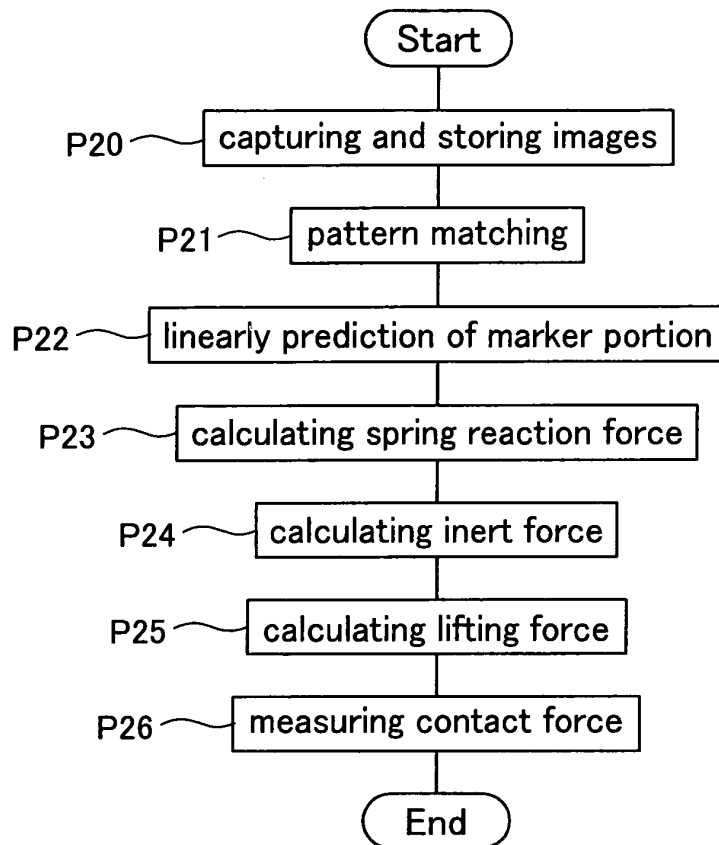 Start
P20 capturing and storing images
P21 pattern matching
P22 linearly prediction of marker portion
P23 calculating spring reaction force
P24 calculating inert force
P25 calculating lifting force
P26 measuring contact force
End